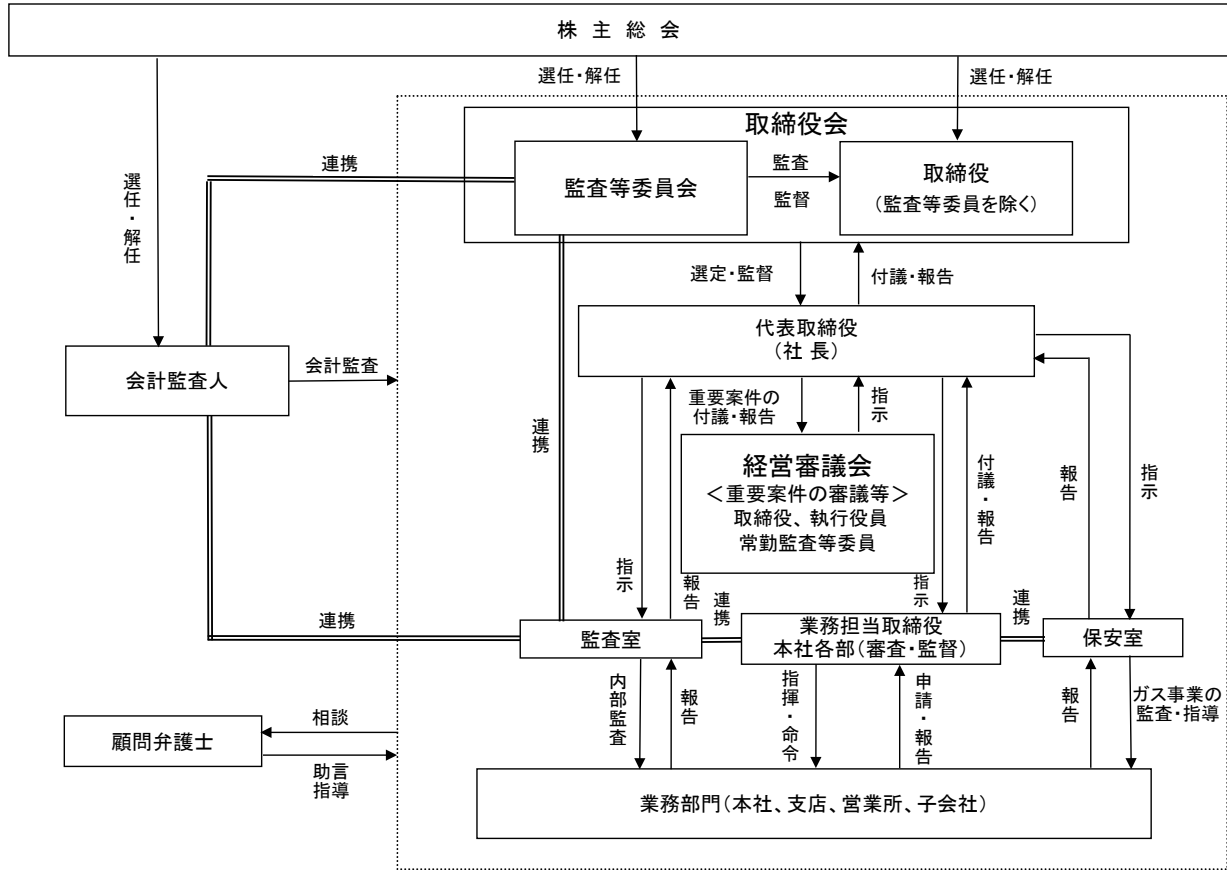 株主総会
選任・解任
選任・解任
選任・解任
取締役会
監査等委員会
監査
監督
取締役
(監査等委員を除く)
連携
選定・監督
付議・報告
代表取締役
(社 長)
会計監査人
会計監査
重要案件の
付議・報告
指示
連携
経営審議会
<重要案件の審議等>
取締役、執行役員
常勤監査等委員
付議・報告
報告
指示
指示
報告
指示
連携
連携
連携
監査室
業務担当取締役
本社各部(審査・監督)
保安室
内部監査
報告
指揮・命令
申請・報告
報告
ガス事業の
監査・指導
顧問弁護士
相談
助言
指導
業務部門(本社、支店、営業所、子会社)